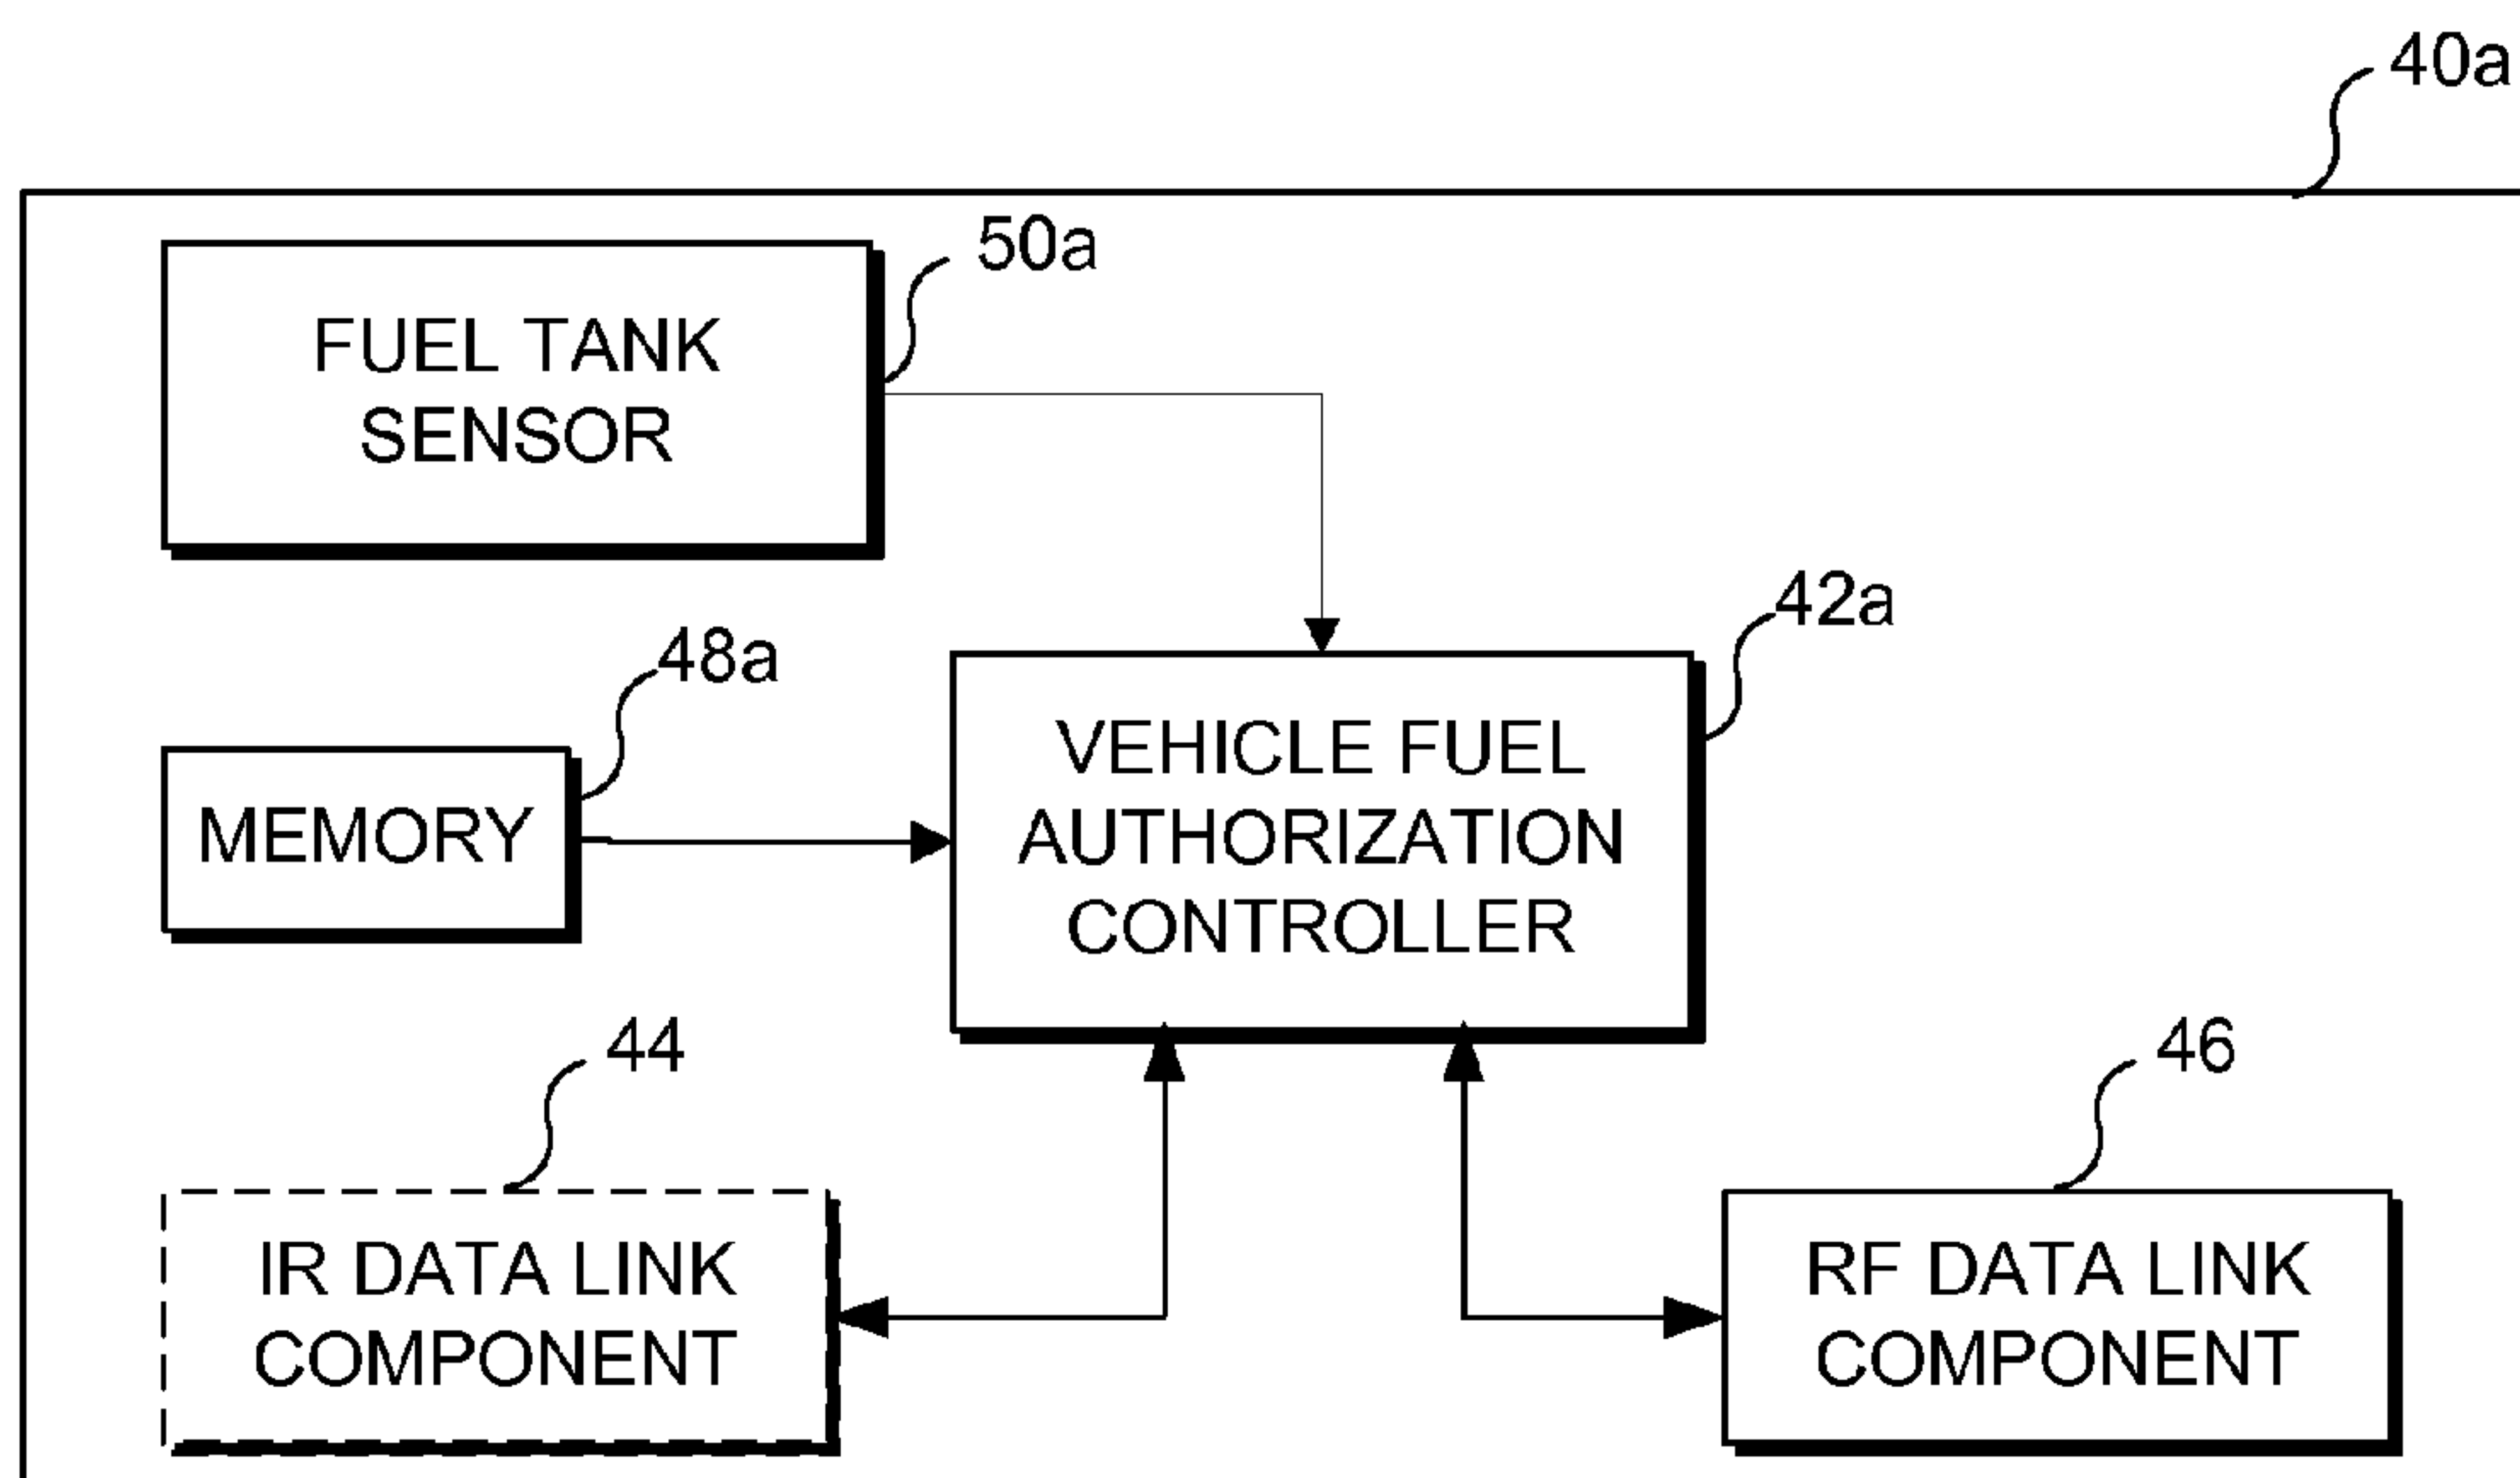 40a
50a
FUEL TANK
SENSOR
42a
48a
VEHICLE FUEL
AUTHORIZATION
CONTROLLER
MEMORY
44
46
IR DATA LINK
COMPONENT
RF DATA LINK
COMPONENT